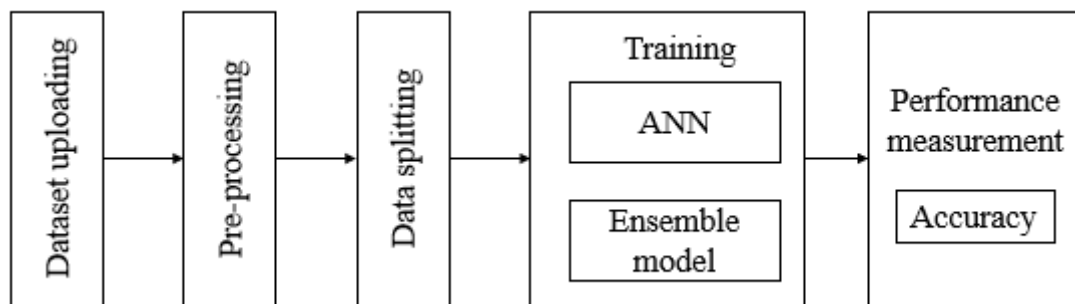 Dataset uploading
Pre-processing
Data splitting
Training
ANN
Ensemble
model
Performance
measurement
Accuracy